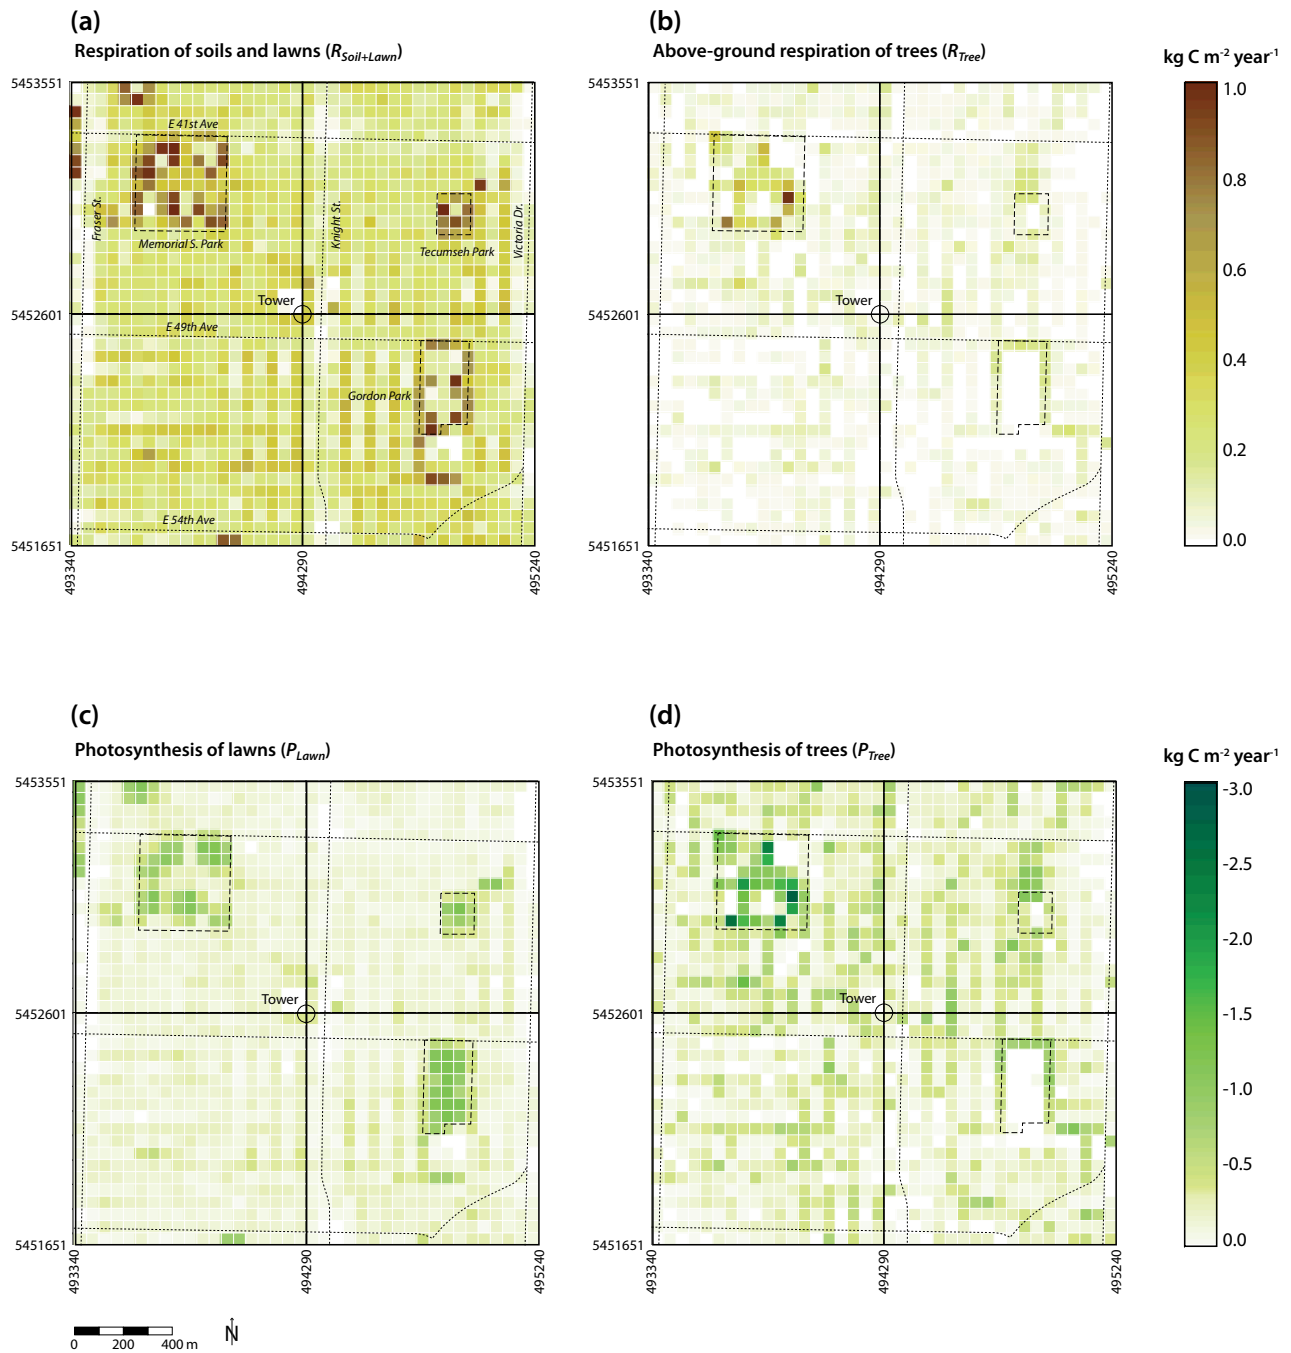 (a)
Respiration of soils and lawns (R Soil+Lawn)
5453551
E 41st Ave
Fraser St.
Memorial S. Park
Knight St.
Tecumseh Park
Victoria Dr.
Tower
5452601
E 49th Ave
Gordon Park
E 54th Ave
5451651
493340
494290
495240
(b)
Above-ground respiration of trees (R Tree)
5453551
Tower
5452601
5451651
493340
494290
495240
kg C m-2 year-1
1.0
0.8
0.6
0.4
0.2
0.0
(c)
Photosynthesis of lawns (P Lawn)
5453551
Tower
5452601
5451651
493340
494290
495240
(d)
Photosynthesis of trees (P Tree)
5453551
Tower
5452601
5451651
493340
494290
495240
kg C m-2 year-1
-3.0
-2.5
-2.0
-1.5
-1.0
-0.5
0.0
0 200 400 m
N